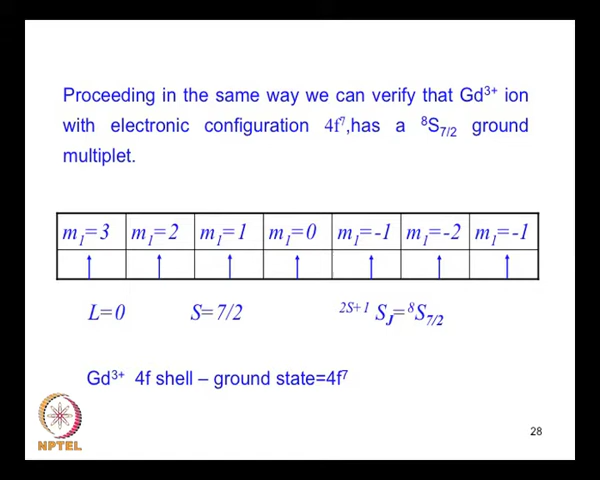 Proceeding in the same way we can verify that Gd³⁺ ion
with electronic configuration 4f⁷,has a ⁸S₇/₂ ground
multiplet.
m₁=3 m₁=2 m₁=1 m₁=0 m₁=-1 m₁=-2 m₁=-1
L=0 S=7/2 ²ˢ⁺¹ S_J=⁸S₇/₂
Gd³⁺ 4f shell – ground state=4f⁷
NPTEL
28